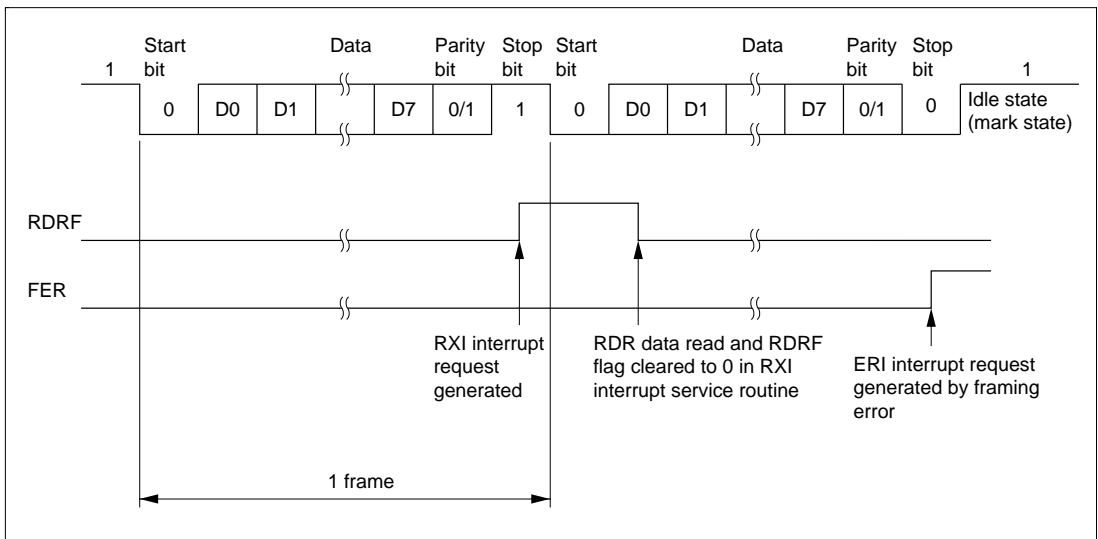 Start
bit
Data
Parity
bit
Stop
bit
Start
bit
Data
Parity
bit
Stop
bit
1
1
0 D0 D1 D7 0/1 1 0 D0 D1 D7 0/1 0
Idle state
(mark state)
RDRF
FER
RXI interrupt
request
generated
RDR data read and RDRF
flag cleared to 0 in RXI
interrupt service routine
ERI interrupt request
generated by framing
error
1 frame